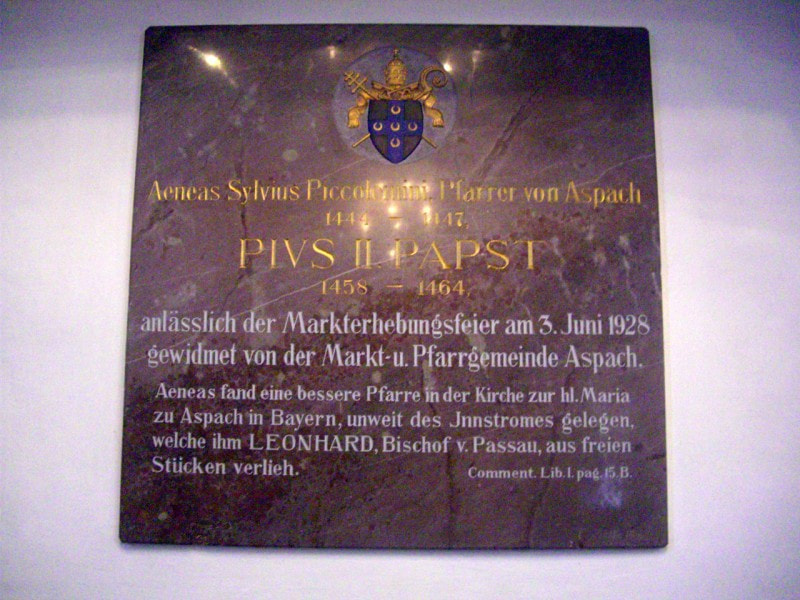 Aeneas Sylvius Piccolomini, Pfarrer von Aspach
1444 – 1447,
PIVS II. PAPST
1458 – 1464,
anlässlich der Markterhebungsfeier am 3. Juni 1928
gewidmet von der Markt-u. Pfarrgemeinde Aspach.
Aeneas fand eine bessere Pfarre in der Kirche zur hl. Maria
zu Aspach in Bayern, unweit des Jnnstromes gelegen,
welche ihm LEONHARD, Bischof v. Passau, aus freien
Stücken verlieh.
Comment. Lib. I. pag. 15. B.